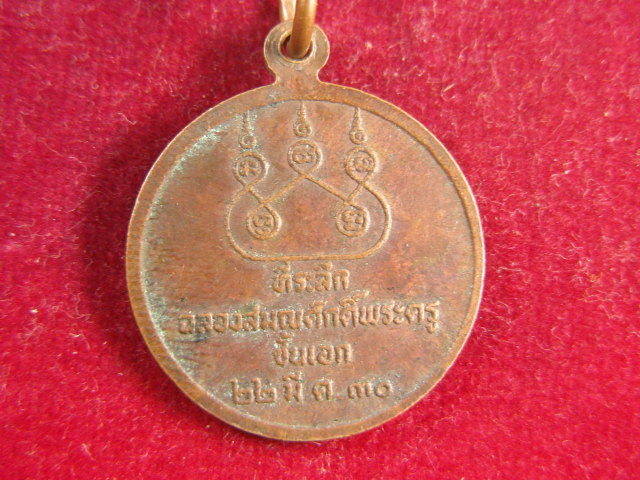 ที่ระลึก
ฉลองสมณศักดิ์พระครู
ชั้นเอก
๒๒ มี ค ๓๐